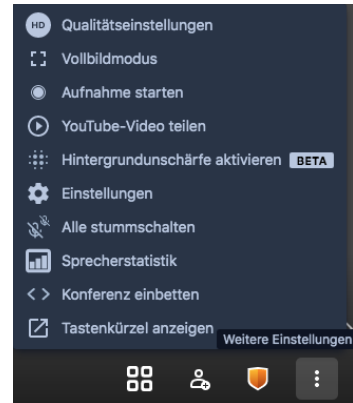 HD Qualitätseinstellungen
Vollbildmodus
Aufnahme starten
YouTube-Video teilen
Hintergrundunschärfe aktivieren BETA
Einstellungen
Alle stummschalten
Sprecherstatistik
Konferenz einbetten
Tastenkürzel anzeigen
Weitere Einstellungen